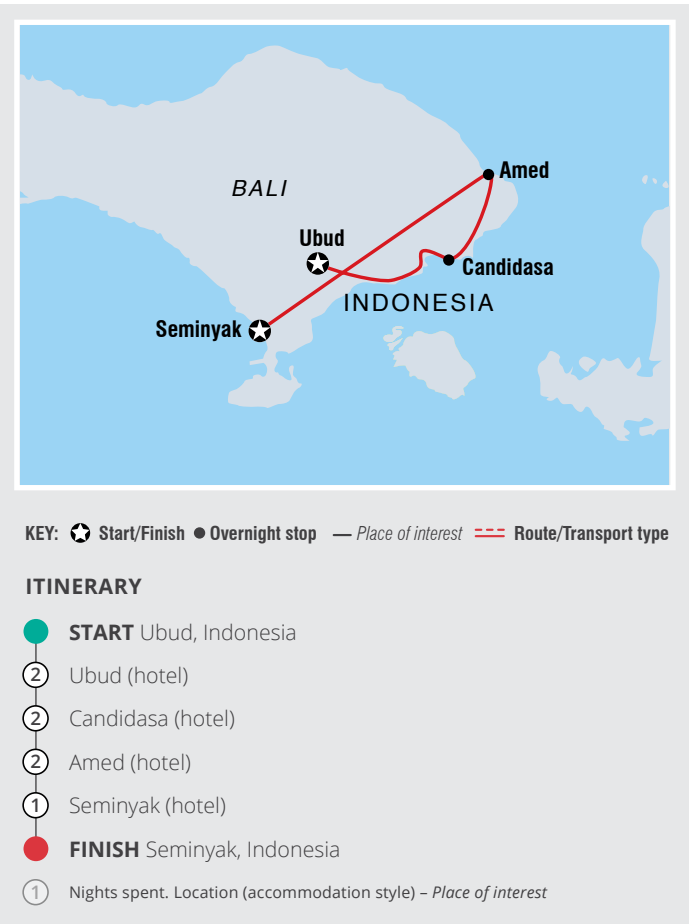 Amed
BALI
Ubud
Candidasa
INDONESIA
Seminyak
KEY: Start/Finish Overnight stop Place of interest Route/Transport type
ITINERARY
START Ubud, Indonesia
2 Ubud (hotel)
2 Candidasa (hotel)
2 Amed (hotel)
1 Seminyak (hotel)
FINISH Seminyak, Indonesia
1 Nights spent. Location (accommodation style) – Place of interest